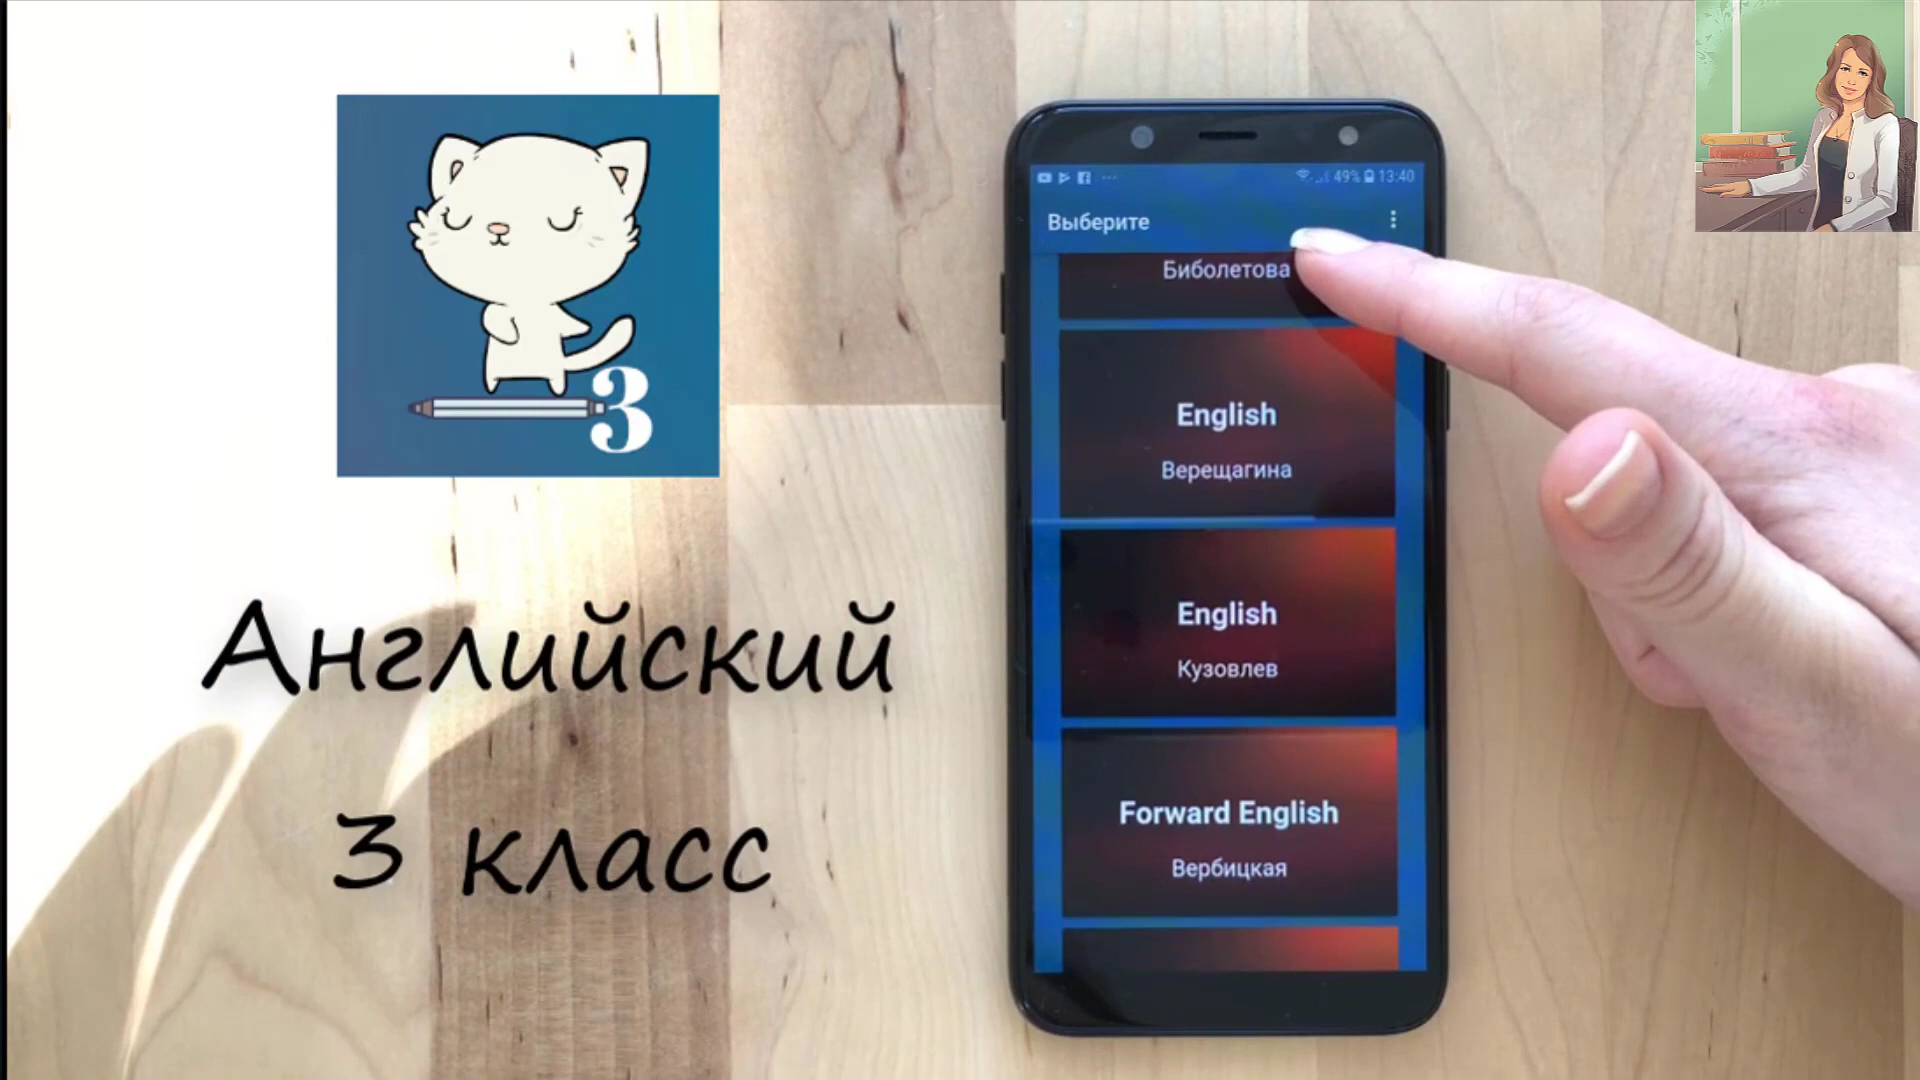 3
Английский
3 класс
49% 13:40
Выберите
Биболетова
English
Верещагина
English
Кузовлев
Forward English
Вербицкая